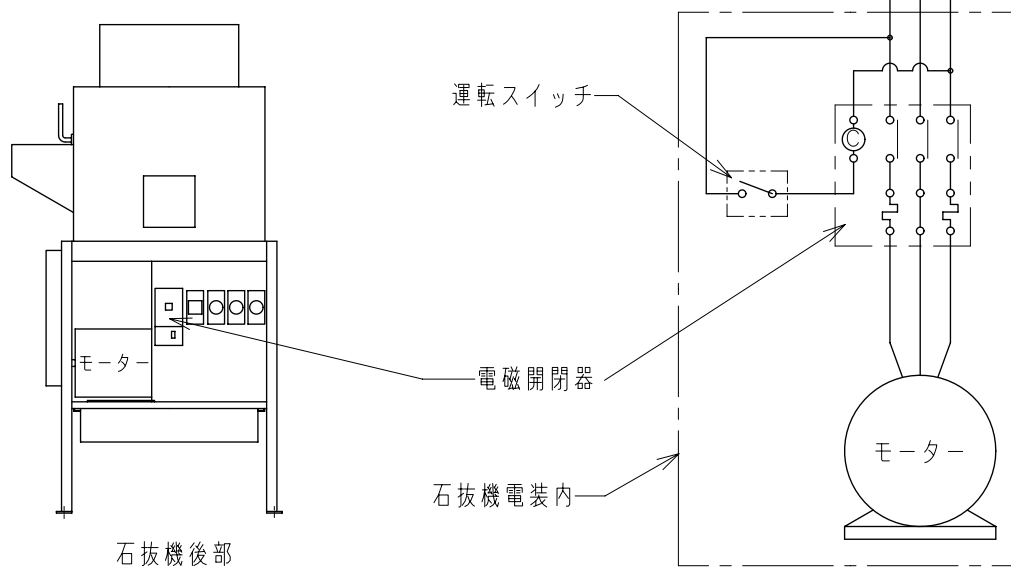 運転スイッチ
C
モーター
電磁開閉器
モーター
石抜機電装内
石抜機後部